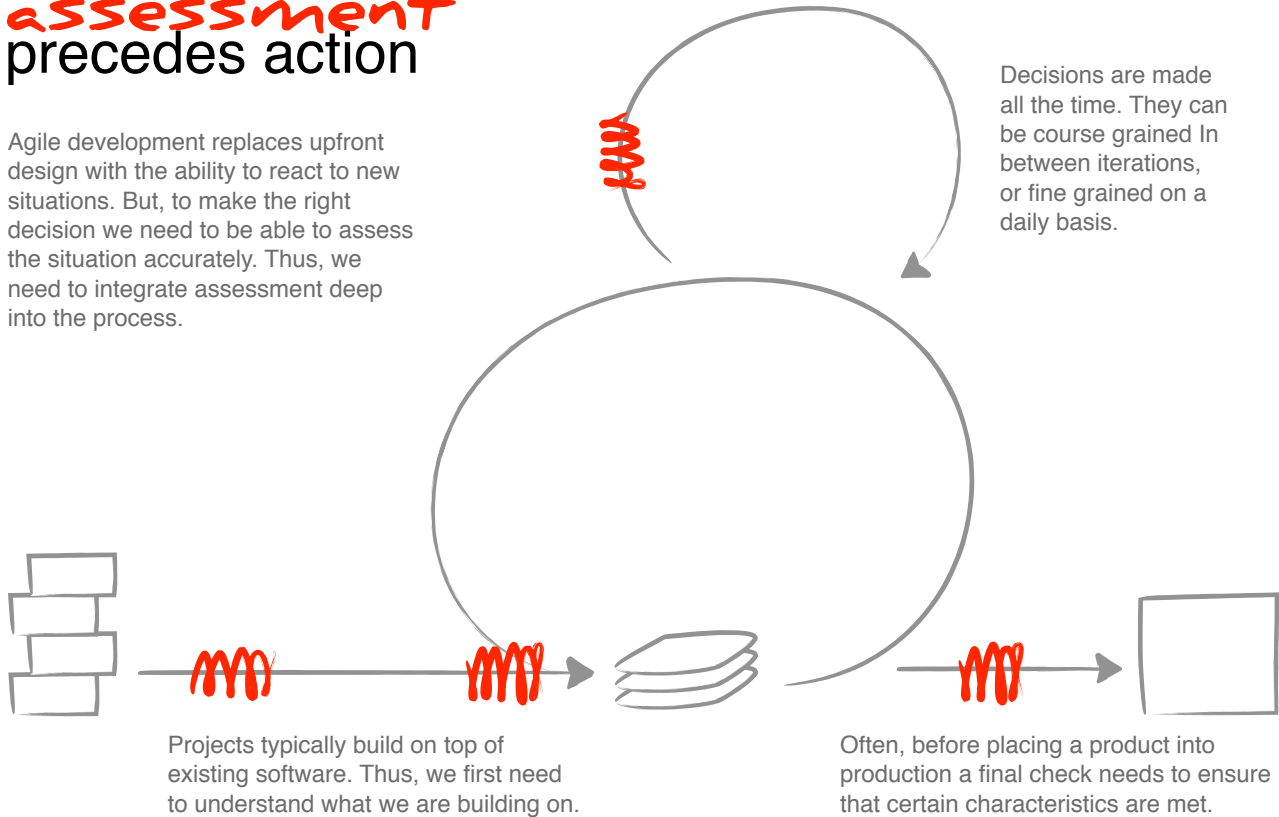 assessment
precedes action
Agile development replaces upfront
design with the ability to react to new
situations. But, to make the right
decision we need to be able to assess
the situation accurately. Thus, we
need to integrate assessment deep
into the process.
Decisions are made
all the time. They can
be course grained In
between iterations,
or fine grained on a
daily basis.
Projects typically build on top of
existing software. Thus, we first need
to understand what we are building on.
Often, before placing a product into
production a final check needs to ensure
that certain characteristics are met.